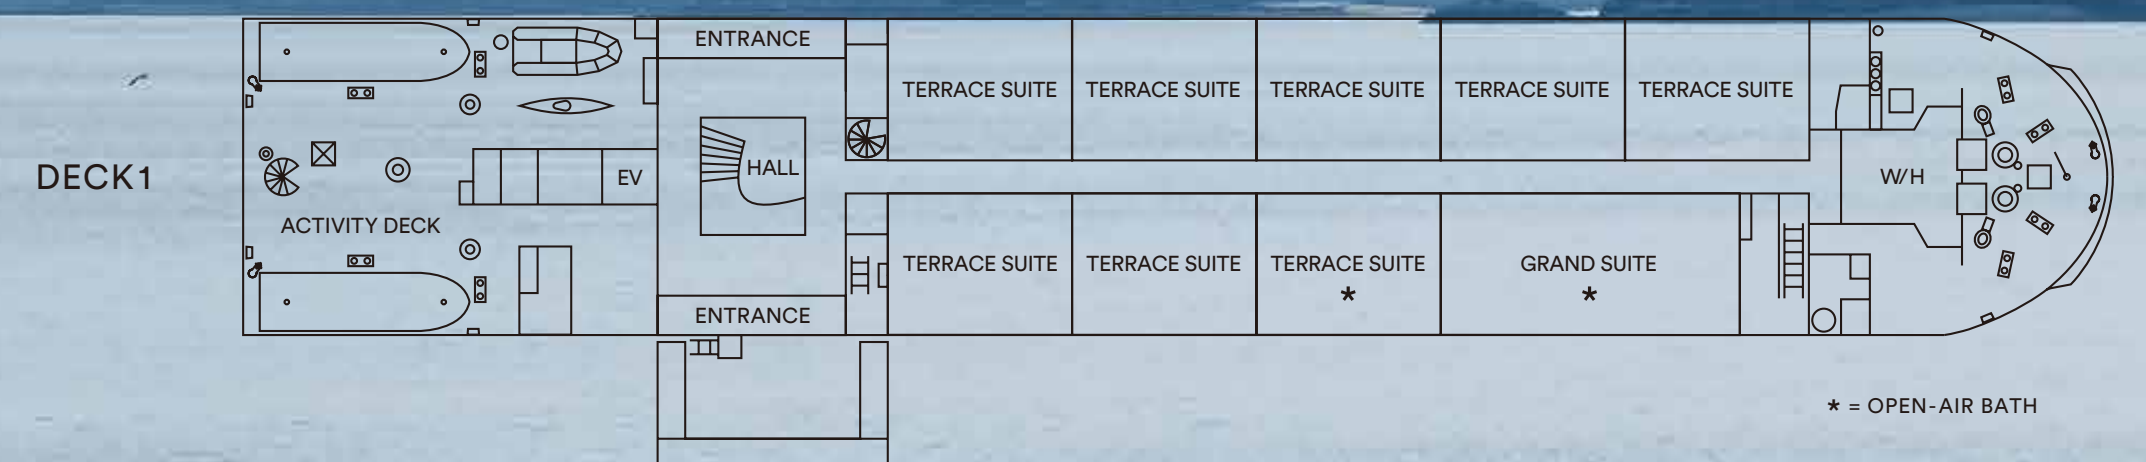 ENTRANCE
TERRACE SUITE TERRACE SUITE TERRACE SUITE TERRACE SUITE TERRACE SUITE
DECK1
EV
HALL
W/H
ACTIVITY DECK
TERRACE SUITE TERRACE SUITE TERRACE SUITE GRAND SUITE
* *
ENTRANCE
* = OPEN-AIR BATH